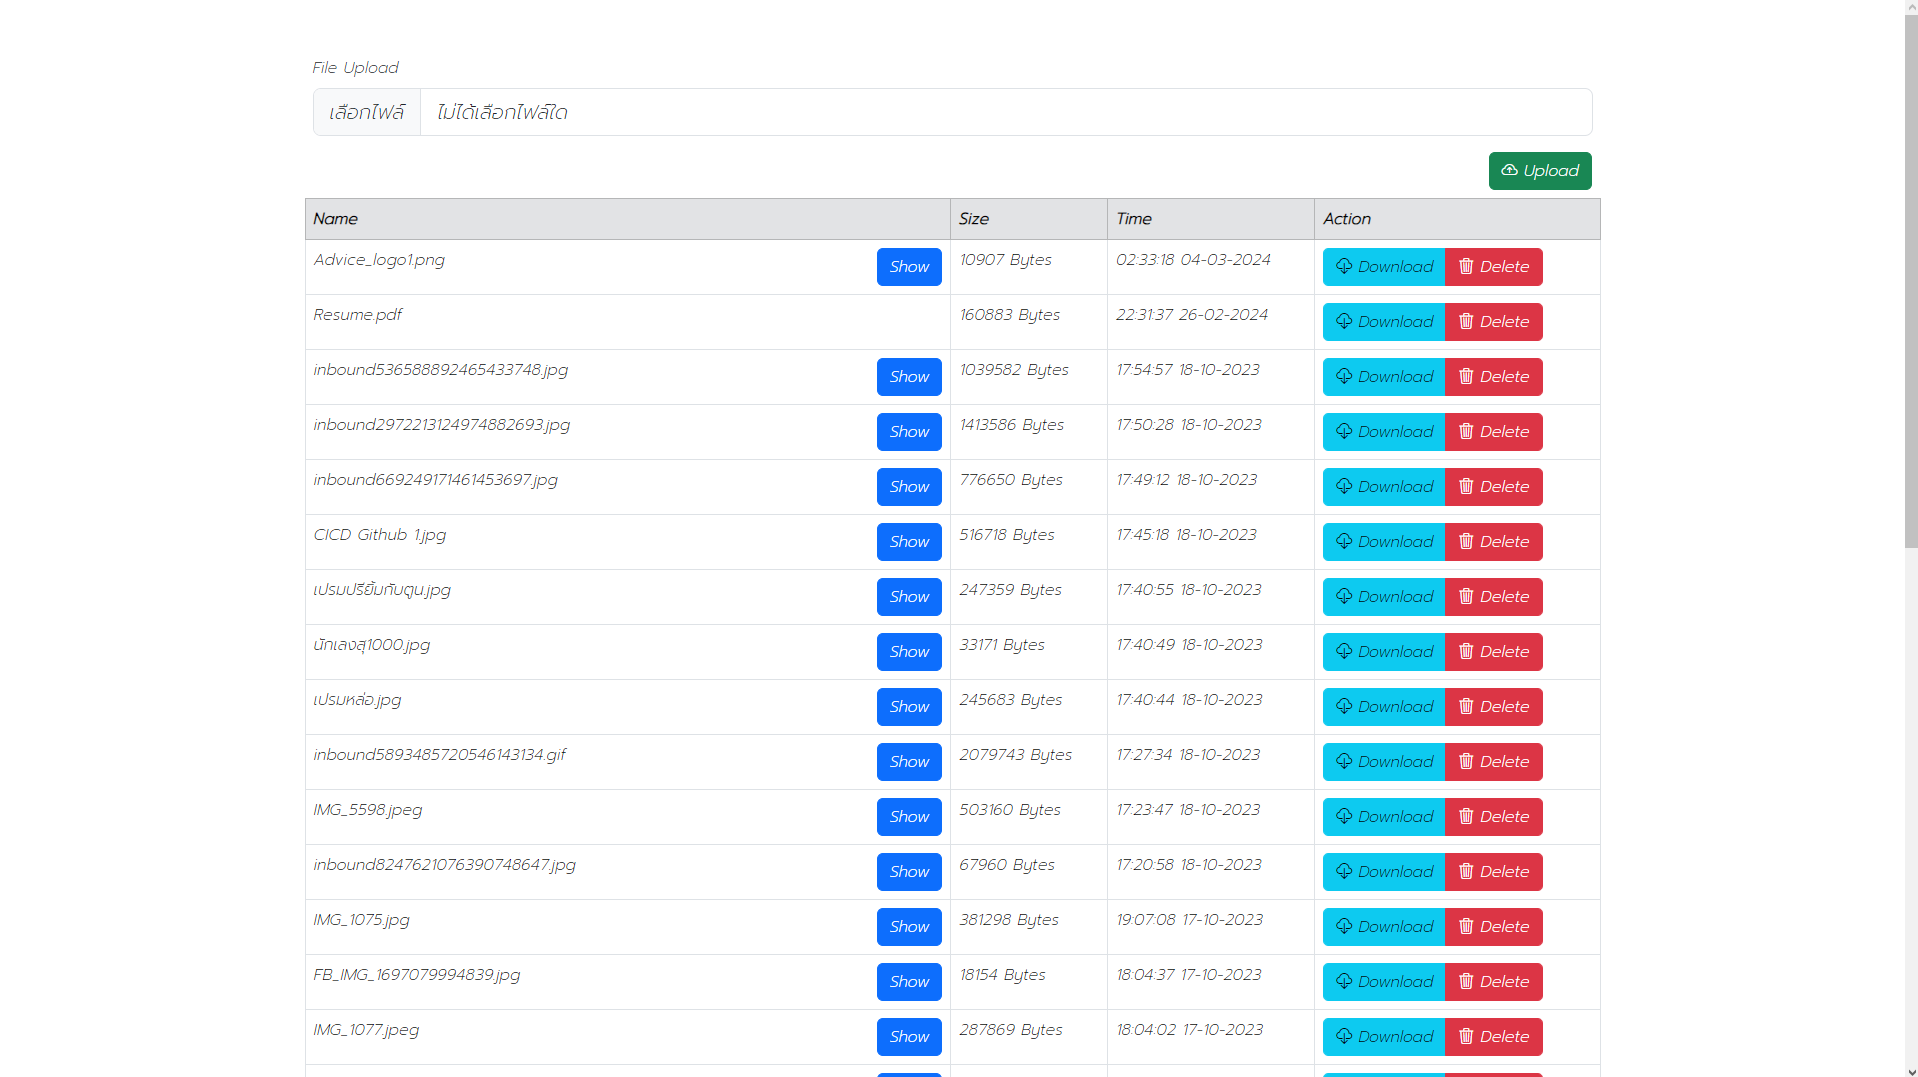 File Upload
เลือกไฟล์ ไม่ได้เลือกไฟล์ใด
Upload
Name Size Time Action
Advice_logo1.png Show 10907 Bytes 02:33:18 04-03-2024 Download Delete
Resume.pdf 160883 Bytes 22:31:37 26-02-2024 Download Delete
inbound536588892465433748.jpg Show 1039582 Bytes 17:54:57 18-10-2023 Download Delete
inbound2972213124974882693.jpg Show 1413586 Bytes 17:50:28 18-10-2023 Download Delete
inbound669249171461453697.jpg Show 776650 Bytes 17:49:12 18-10-2023 Download Delete
CICD Github 1.jpg Show 516718 Bytes 17:45:18 18-10-2023 Download Delete
เปรมปรียิ้มกับตูน.jpg Show 247359 Bytes 17:40:55 18-10-2023 Download Delete
นักเลงสุ1000.jpg Show 33171 Bytes 17:40:49 18-10-2023 Download Delete
เปรมหล่อ.jpg Show 245683 Bytes 17:40:44 18-10-2023 Download Delete
inbound5893485720546143134.gif Show 2079743 Bytes 17:27:34 18-10-2023 Download Delete
IMG_5598.jpeg Show 503160 Bytes 17:23:47 18-10-2023 Download Delete
inbound8247621076390748647.jpg Show 67960 Bytes 17:20:58 18-10-2023 Download Delete
IMG_1075.jpg Show 381298 Bytes 19:07:08 17-10-2023 Download Delete
FB_IMG_1697079994839.jpg Show 18154 Bytes 18:04:37 17-10-2023 Download Delete
IMG_1077.jpeg Show 287869 Bytes 18:04:02 17-10-2023 Download Delete